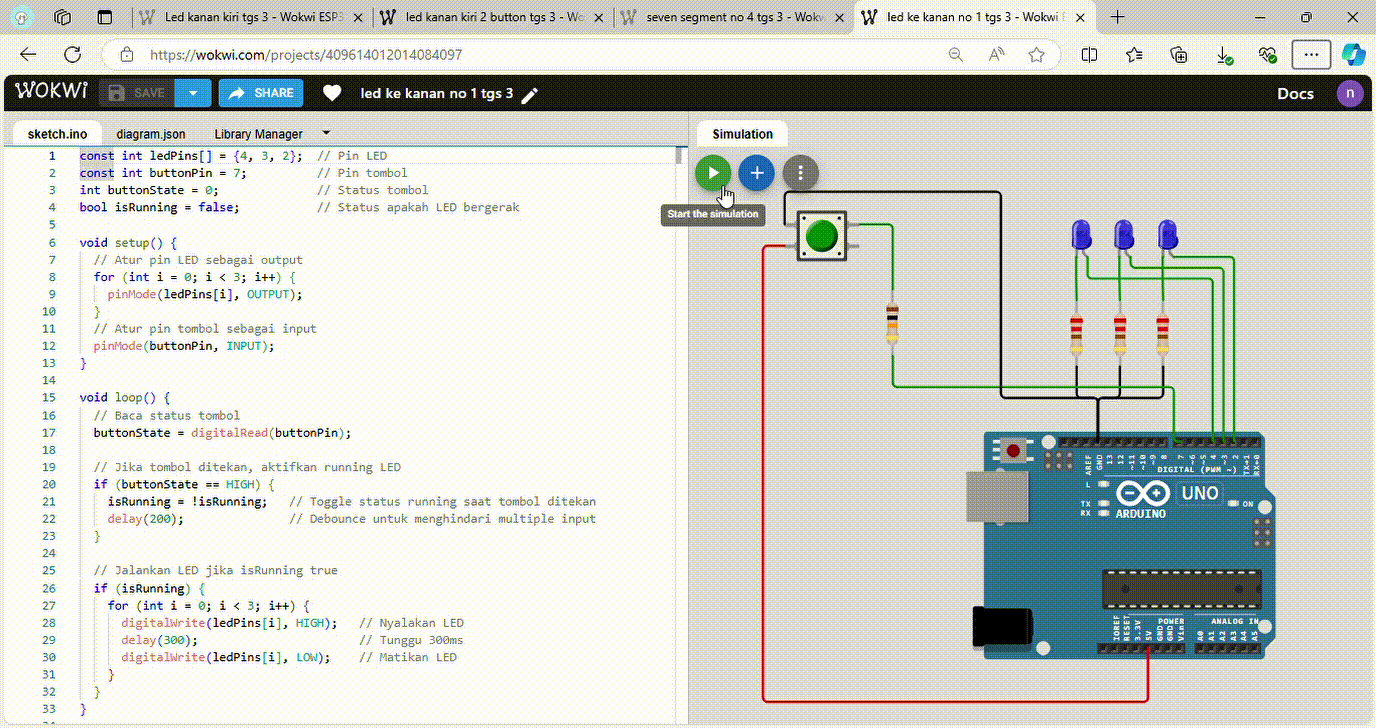 Led kanan kiri tgs 3 - Wokwi ESP3
led kanan kiri 2 button tgs 3 - Wo
seven segment no 4 tgs 3 - Wokw
led ke kanan no 1 tgs 3 - Wokwi E
https://wokwi.com/projects/409614012014084097
WOKWi
SAVE
SHARE
led ke kanan no 1 tgs 3
Docs
n
sketch.ino
diagram.json
Library Manager
Simulation
Start the simulation
1 const int ledPins[] = {4, 3, 2};  // Pin LED
2 const int buttonPin = 7;          // Pin tombol
3 int buttonState = 0;              // Status tombol
4 bool isRunning = false;           // Status apakah LED bergerak
5
6 void setup() {
7   // Atur pin LED sebagai output
8   for (int i = 0; i < 3; i++) {
9     pinMode(ledPins[i], OUTPUT);
10   }
11   // Atur pin tombol sebagai input
12   pinMode(buttonPin, INPUT);
13 }
14
15 void loop() {
16   // Baca status tombol
17   buttonState = digitalRead(buttonPin);
18
19   // Jika tombol ditekan, aktifkan running LED
20   if (buttonState == HIGH) {
21     isRunning = !isRunning;   // Toggle status running saat tombol ditekan
22     delay(200);               // Debounce untuk menghindari multiple input
23   }
24
25   // Jalankan LED jika isRunning true
26   if (isRunning) {
27     for (int i = 0; i < 3; i++) {
28       digitalWrite(ledPins[i], HIGH);   // Nyalakan LED
29       delay(300);                       // Tunggu 300ms
30       digitalWrite(ledPins[i], LOW);    // Matikan LED
31     }
32   }
33 }
AREF
GND
13
12
~11
~10
~9
8
7
~6
~5
4
~3
2
TX→1
RX←0
DIGITAL (PWM ~)
L
TX
RX
UNO
ARDUINO
ON
IOREF
RESET
3.3V
5V
GND
GND
Vin
POWER
ANALOG IN
A0
A1
A2
A3
A4
A5